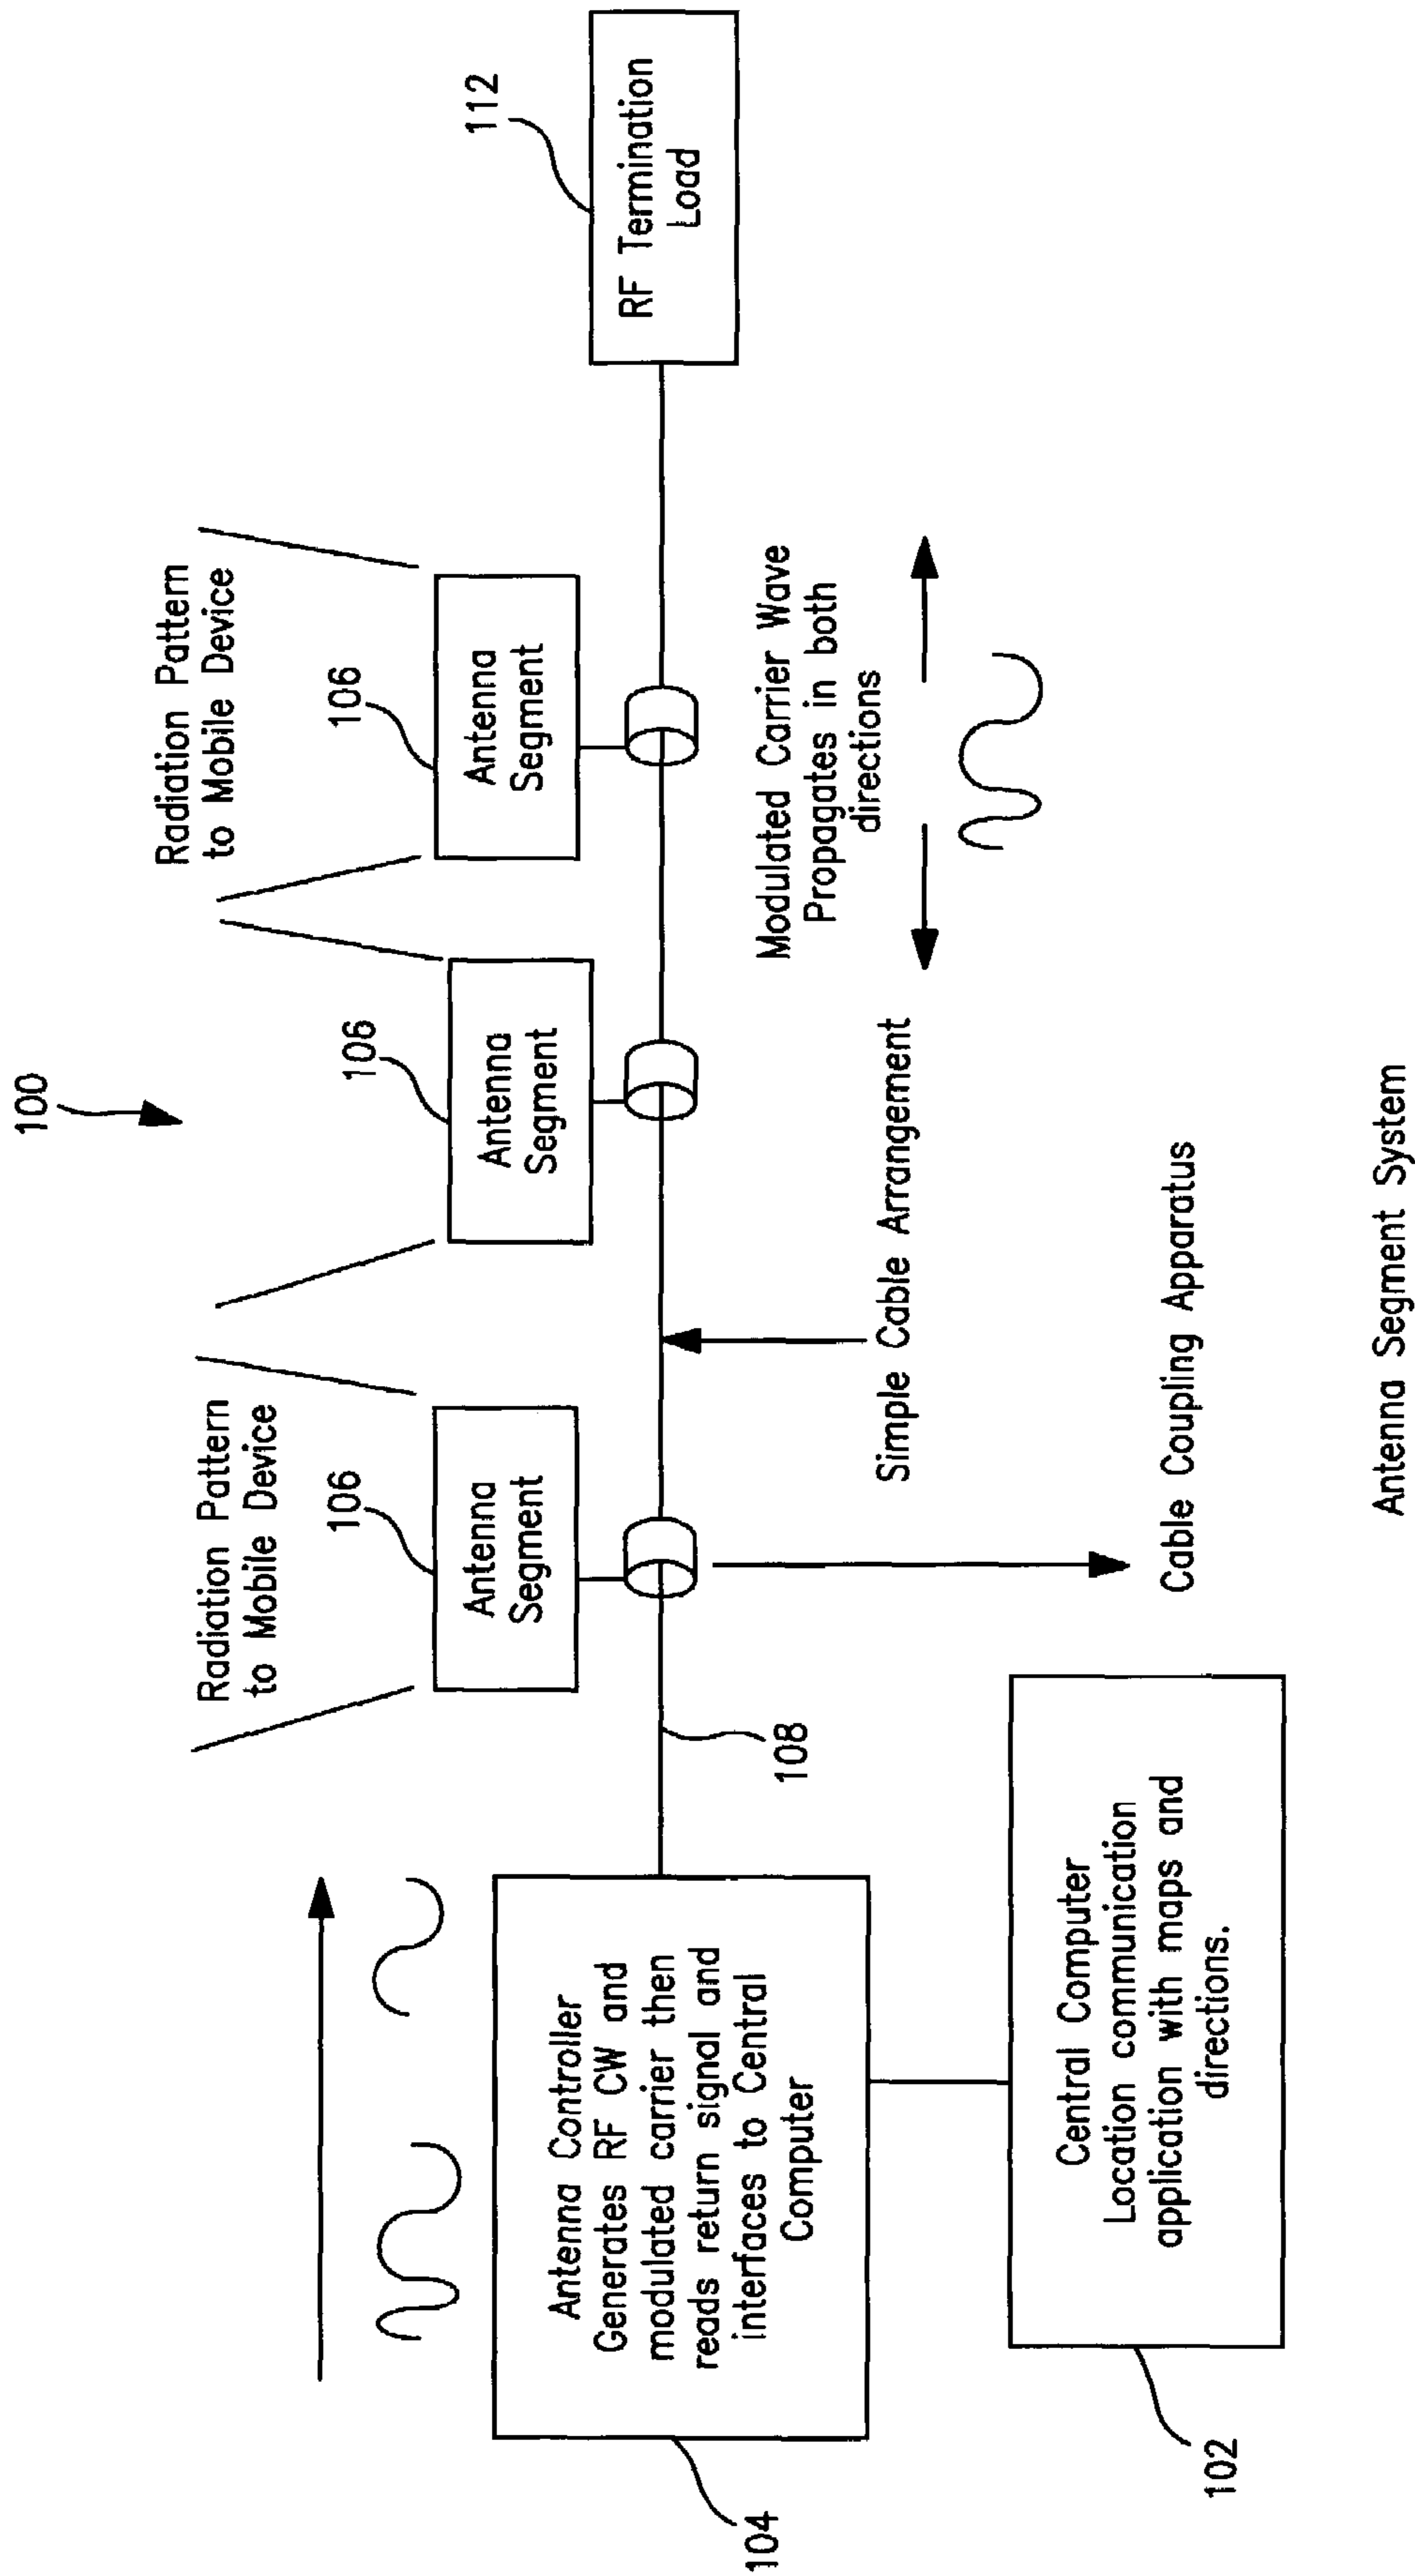 100
Radiation Pattern
to Mobile Device
Radiation Pattern
to Mobile Device
106
Antenna
Segment
106
Antenna
Segment
106
Antenna
Segment
112
RF Termination
Load
108
Antenna Controller
Generates RF CW and
modulated carrier then
reads return signal and
interfaces to Central
Computer
104
Simple Cable Arrangement
Modulated Carrier Wave
Propagates in both
directions
Central Computer
Location communication
application with maps and
directions.
102
Cable Coupling Apparatus
Antenna Segment System